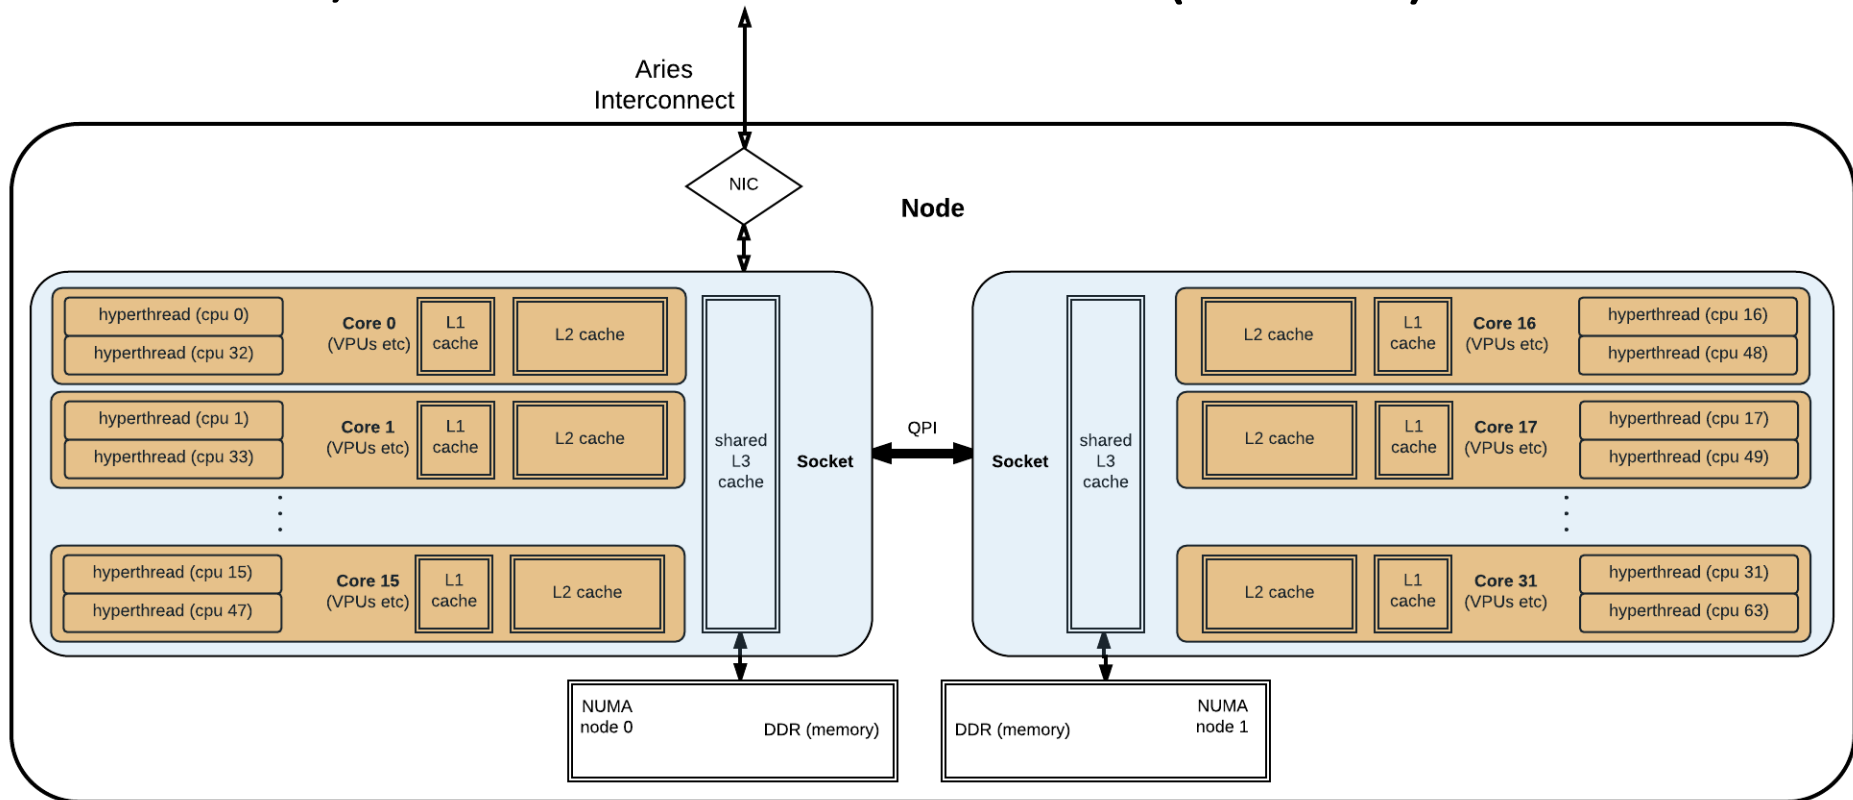 Aries
Interconnect
NIC
Node
hyperthread (cpu 0)
hyperthread (cpu 32)
Core 0
(VPUs etc)
L1
cache
L2 cache
hyperthread (cpu 1)
hyperthread (cpu 33)
Core 1
(VPUs etc)
L1
cache
L2 cache
hyperthread (cpu 15)
hyperthread (cpu 47)
Core 15
(VPUs etc)
L1
cache
L2 cache
shared
L3
cache
Socket
QPI
Socket
shared
L3
cache
L2 cache
L1
cache
Core 16
(VPUs etc)
hyperthread (cpu 16)
hyperthread (cpu 48)
L2 cache
L1
cache
Core 17
(VPUs etc)
hyperthread (cpu 17)
hyperthread (cpu 49)
L2 cache
L1
cache
Core 31
(VPUs etc)
hyperthread (cpu 31)
hyperthread (cpu 63)
NUMA
node 0
DDR (memory)
DDR (memory)
NUMA
node 1